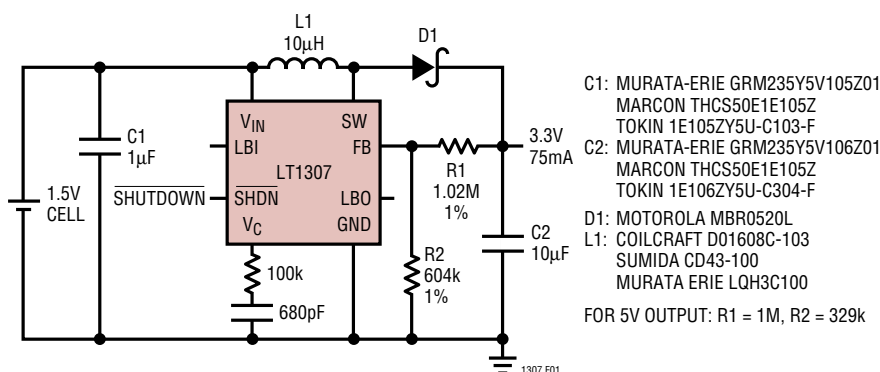 L1
10µH
D1
C1
1µF
1.5V
CELL
VIN
SW
LBI
FB
LT1307
SHUTDOWN
SHDN
LBO
VC
GND
100k
680pF
R1
1.02M
1%
R2
604k
1%
3.3V
75mA
C2
10µF
C1: MURATA-ERIE GRM235Y5V105Z01
MARCON THCS50E1E105Z
TOKIN 1E105ZY5U-C103-F
C2: MURATA-ERIE GRM235Y5V106Z01
MARCON THCS50E1E105Z
TOKIN 1E106ZY5U-C304-F
D1: MOTOROLA MBR0520L
L1: COILCRAFT D01608C-103
SUMIDA CD43-100
MURATA ERIE LQH3C100
FOR 5V OUTPUT: R1 = 1M, R2 = 329k
1307 F01